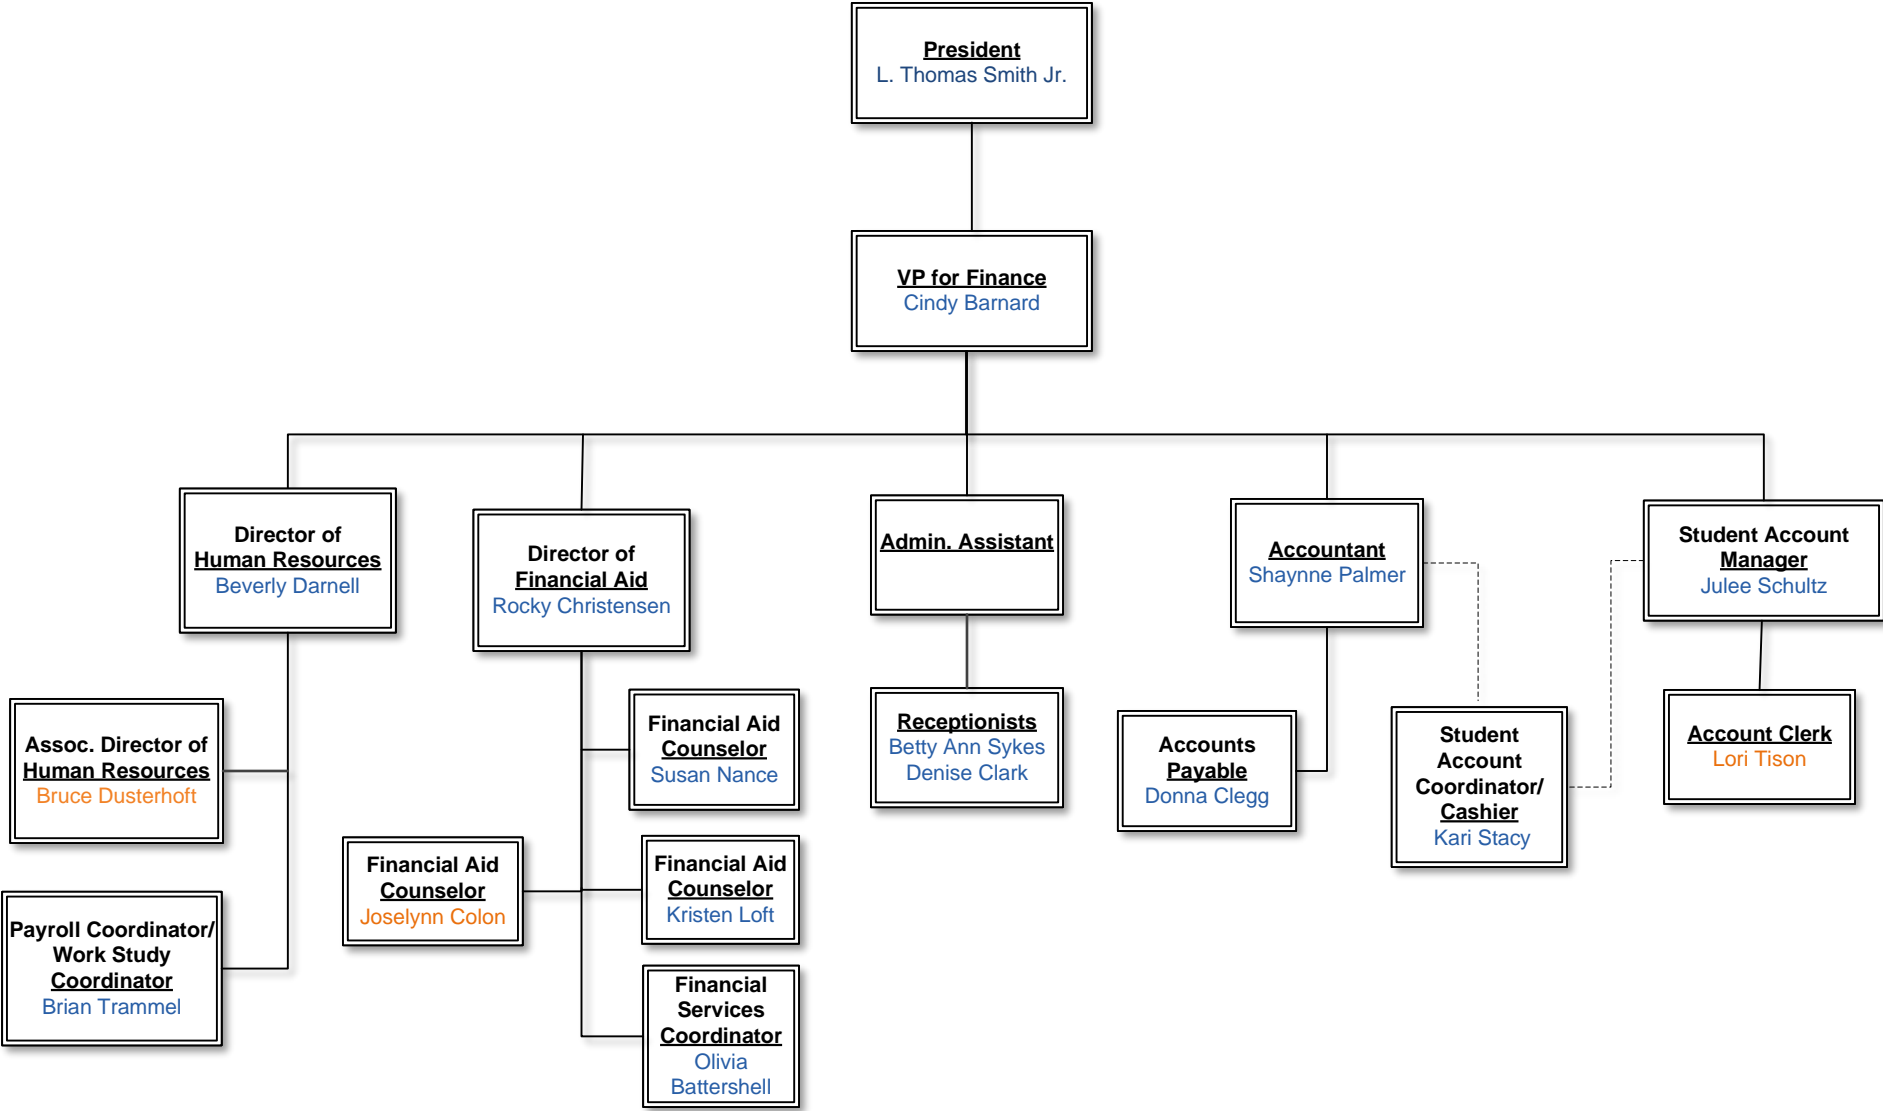 President
L. Thomas Smith Jr.
VP for Finance
Cindy Barnard
Director of
Human Resources
Beverly Darnell
Director of
Financial Aid
Rocky Christensen
Admin. Assistant
Accountant
Shaynne Palmer
Student Account
Manager
Julee Schultz
Assoc. Director of
Human Resources
Bruce Dusterhoft
Payroll Coordinator/
Work Study
Coordinator
Brian Trammel
Financial Aid
Counselor
Susan Nance
Financial Aid
Counselor
Joselynn Colon
Financial Aid
Counselor
Kristen Loft
Financial
Services
Coordinator
Olivia
Battershell
Receptionists
Betty Ann Sykes
Denise Clark
Accounts
Payable
Donna Clegg
Student
Account
Coordinator/
Cashier
Kari Stacy
Account Clerk
Lori Tison